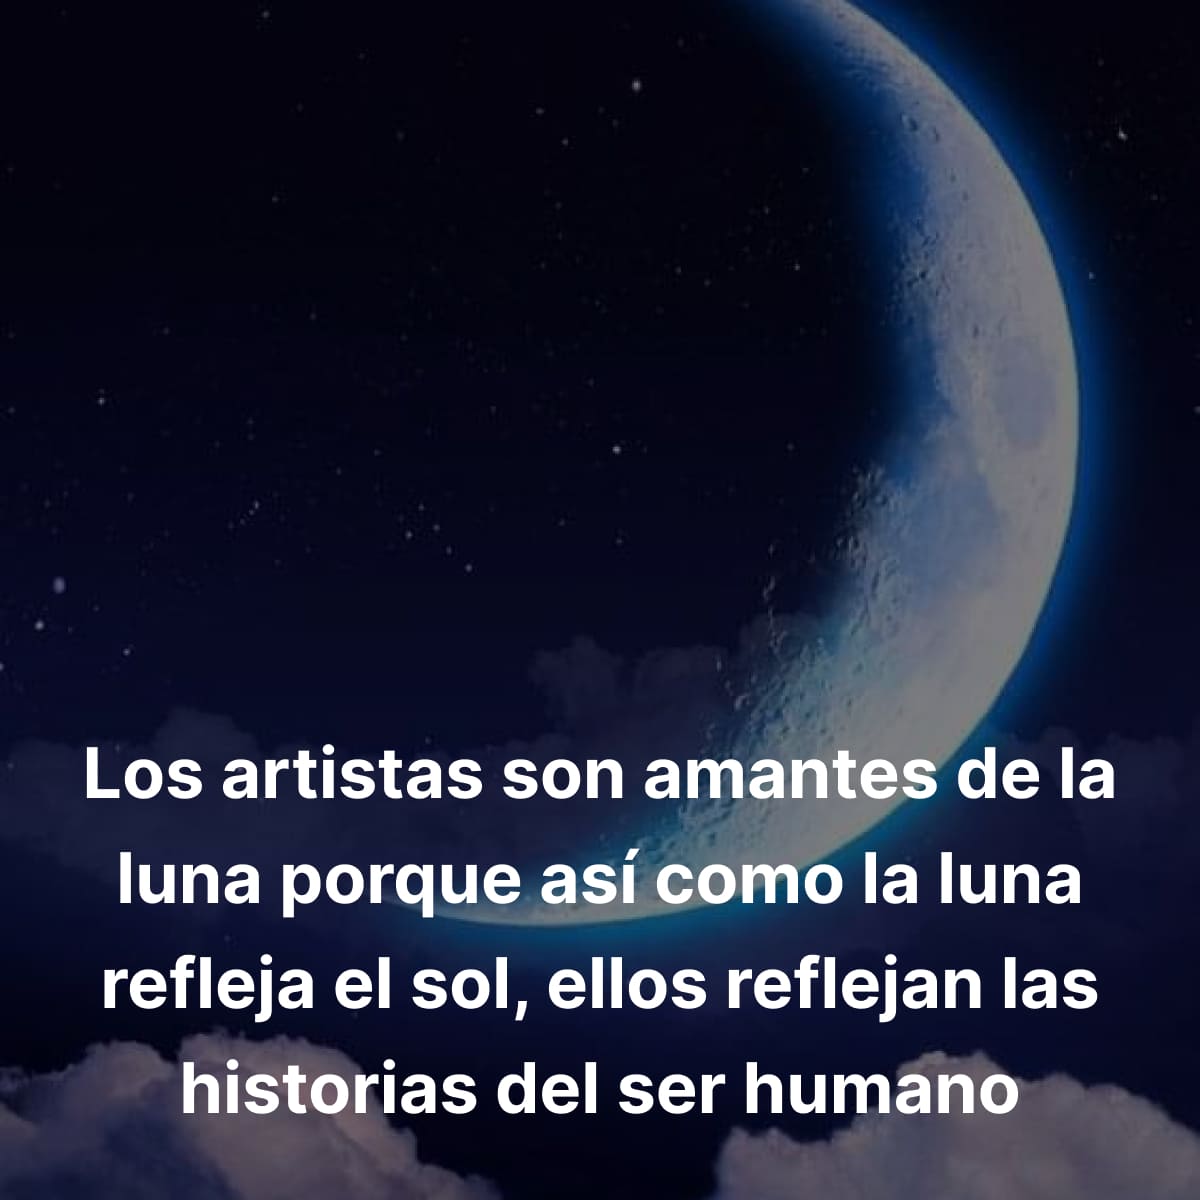 Los artistas son amantes de la
luna porque así como la luna
refleja el sol, ellos reflejan las
historias del ser humano